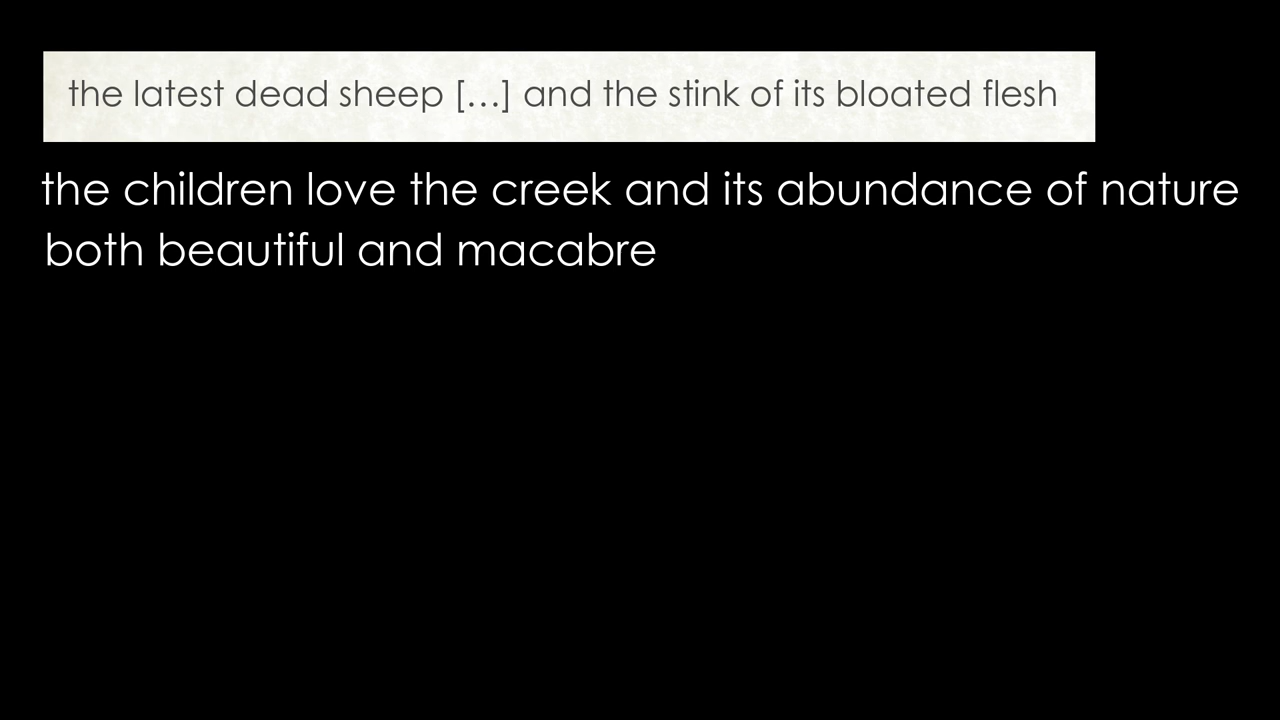 the latest dead sheep […] and the stink of its bloated flesh
the children love the creek and its abundance of nature
both beautiful and macabre